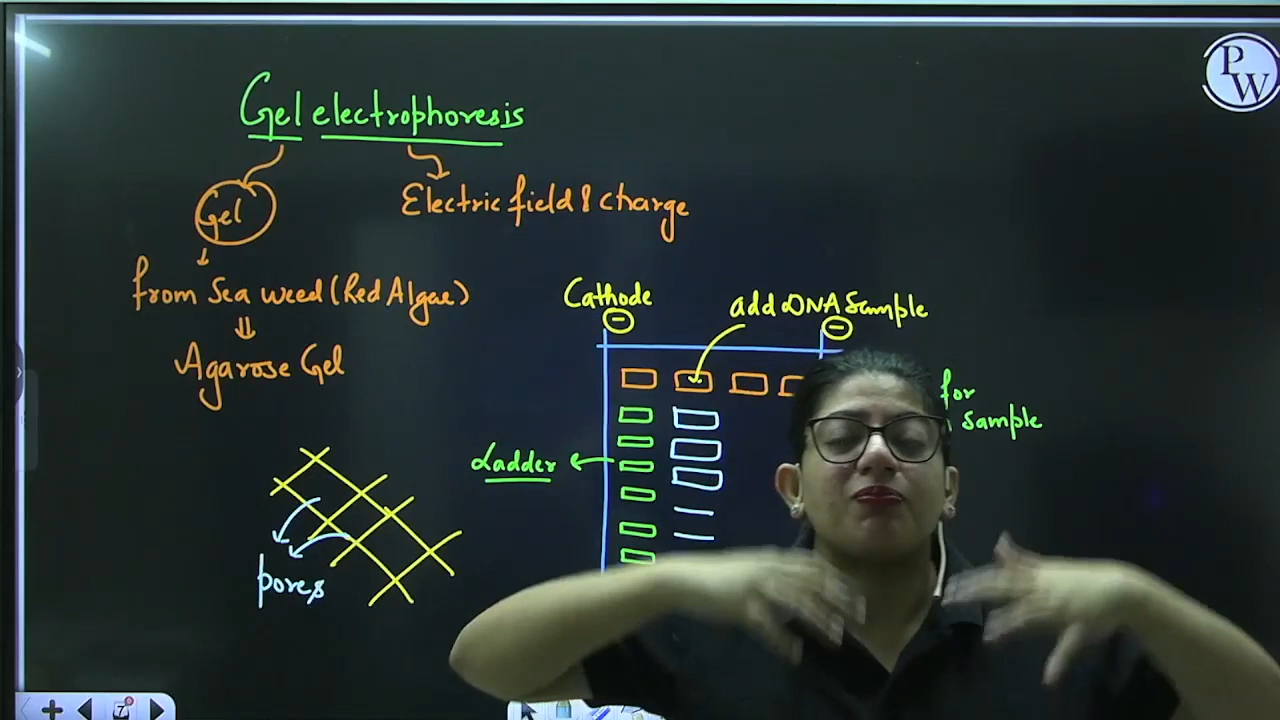 PW
Gel electrophoresis
Gel
Electric field & charge
from Sea weed (Red Algae)
Agarose Gel
Cathode
add DNA Sample
for
Sample
Ladder
pores